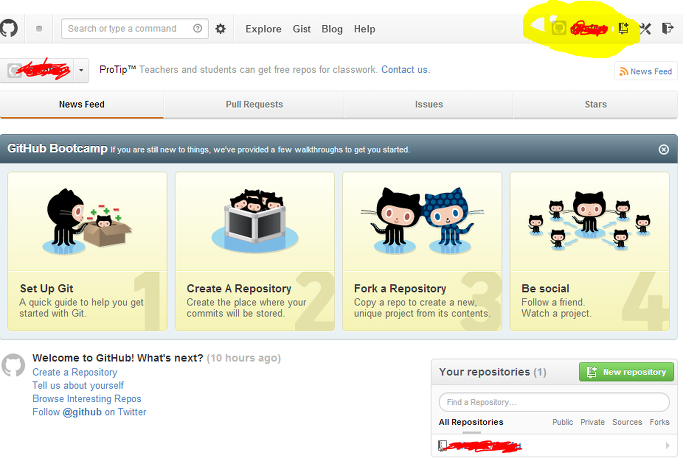 Search or type a command
Explore Gist Blog Help
ProTip™ Teachers and students can get free repos for classwork. Contact us.
News Feed
News Feed Pull Requests Issues Stars
GitHub Bootcamp If you are still new to things, we've provided a few walkthroughs to get you started.
1
Set Up Git
A quick guide to help you get
started with Git.
2
Create A Repository
Create the place where your
commits will be stored.
3
Fork a Repository
Copy a repo to create a new,
unique project from its contents.
4
Be social
Follow a friend.
Watch a project.
Welcome to GitHub! What's next? (10 hours ago)
Create a Repository
Tell us about yourself
Browse Interesting Repos
Follow @github on Twitter
Your repositories (1) New repository
Find a Repository...
All Repositories Public Private Sources Forks